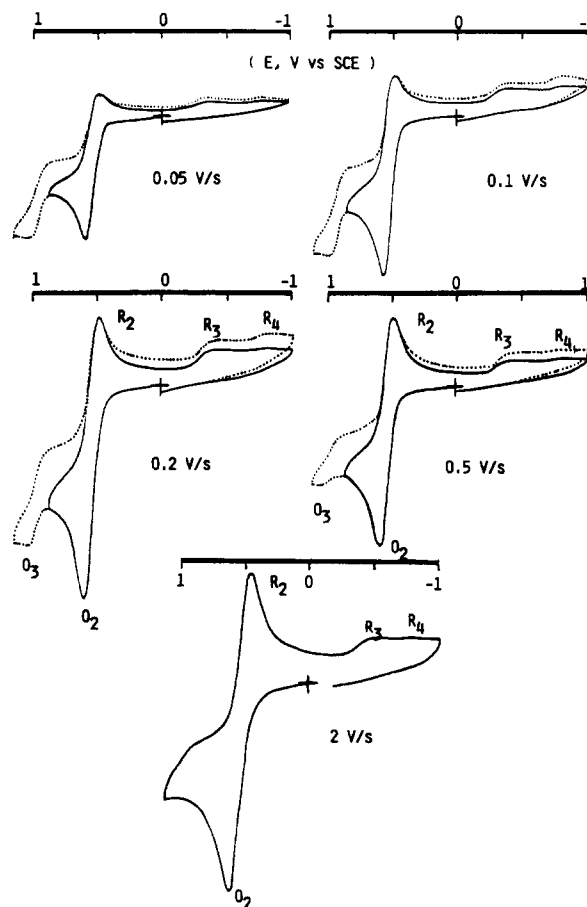 1 0 -1 1 0 -1
( E, V vs SCE )
0.05 V/s 0.1 V/s
1 0 -1 1 0 -1
R2 R3 R4 R2 R3 R4
0.2 V/s 0.5 V/s
O3 O2 O3 O2
1 R2 0 -1
R3 R4
2 V/s
O2